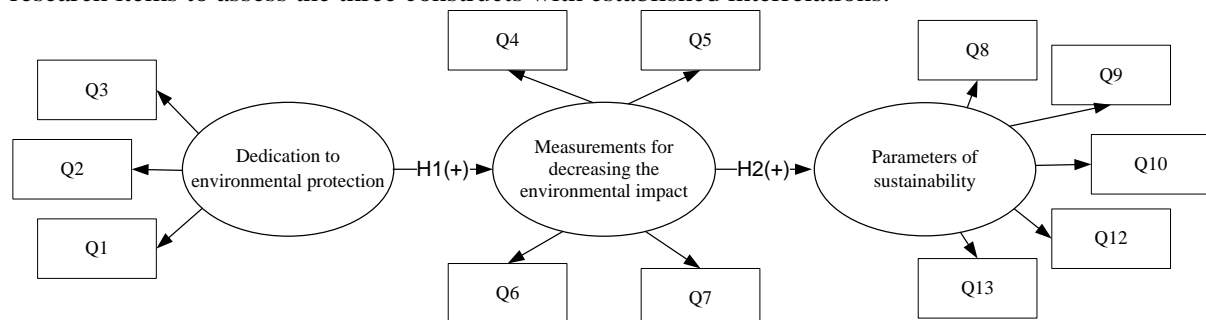 research items to assess the three constructs with established interrelations.
Q4
Q5
Q8
Q9
Q3
Q2
Q1
Dedication to
environmental protection
H1(+)
Measurements for
decreasing the
environmental impact
H2(+)
Parameters of
sustainability
Q10
Q12
Q13
Q6
Q7